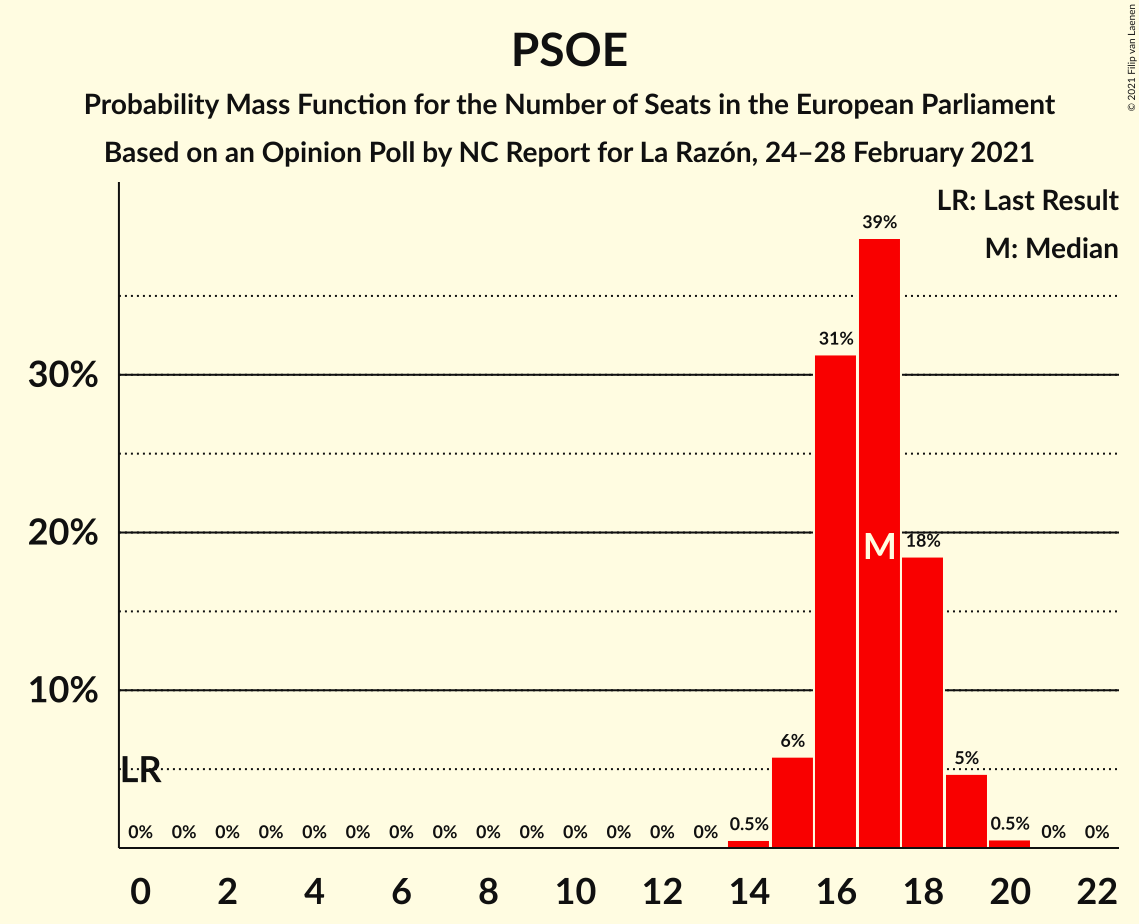 PSOE
Probability Mass Function for the Number of Seats in the European Parliament
Based on an Opinion Poll by NC Report for La Razón, 24–28 February 2021
© 2021 Filip van Laenen
LR: Last Result
M: Median
39%
31%
30%
20%
M
18%
10%
6%
5%
LR
0% 0% 0% 0% 0% 0% 0% 0% 0% 0% 0% 0% 0% 0% 0.5% 0.5% 0% 0%
0 2 4 6 8 10 12 14 16 18 20 22